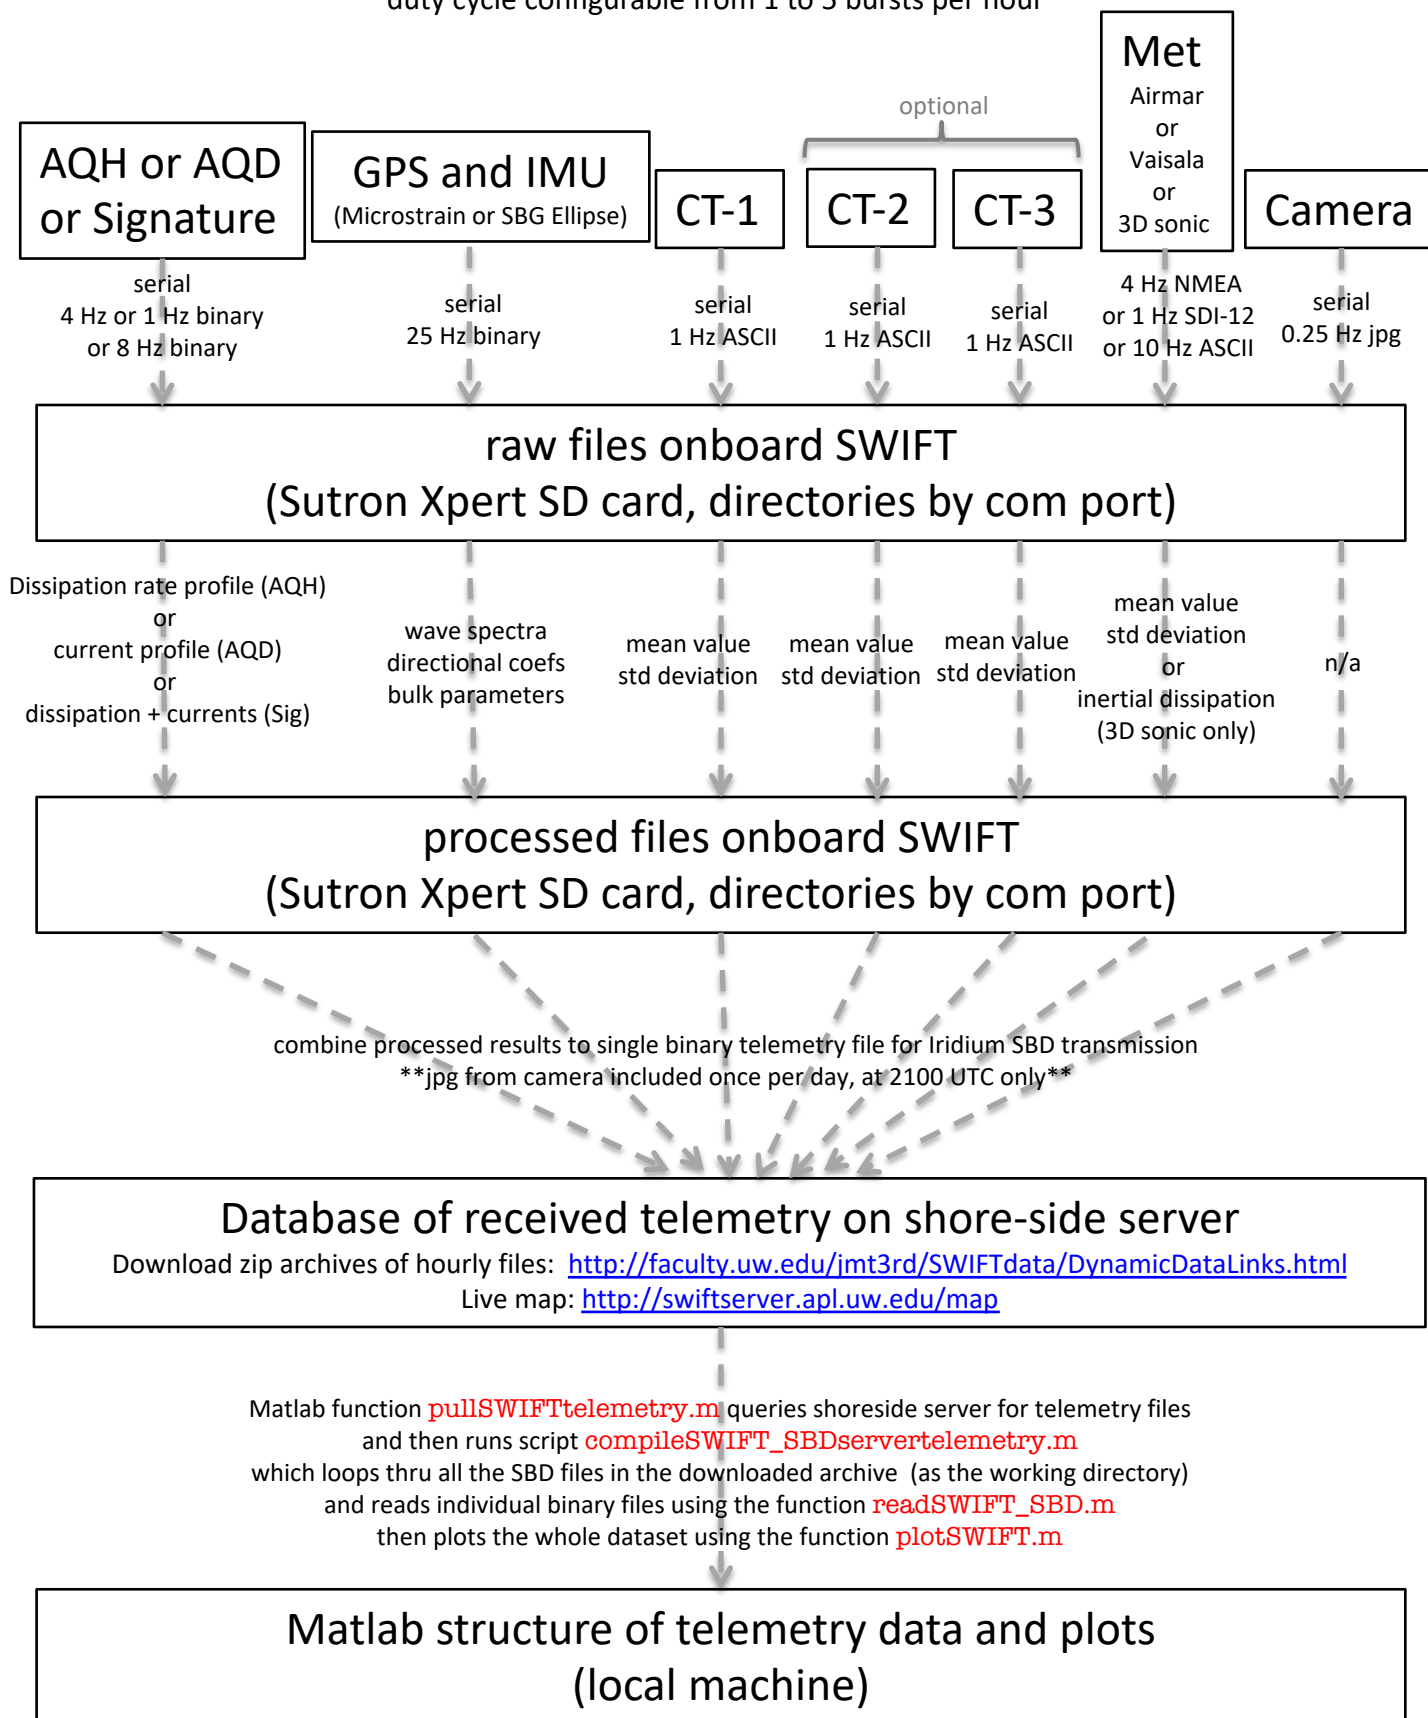 duty cycle configurable from 1 to 5 bursts per hour
optional
AQH or AQD
or Signature
GPS and IMU
(Microstrain or SBG Ellipse)
CT-1
CT-2
CT-3
Met
Airmar
or
Vaisala
or
3D sonic
Camera
serial
4 Hz or 1 Hz binary
or 8 Hz binary
serial
25 Hz binary
serial
1 Hz ASCII
serial
1 Hz ASCII
serial
1 Hz ASCII
4 Hz NMEA
or 1 Hz SDI-12
or 10 Hz ASCII
serial
0.25 Hz jpg
raw files onboard SWIFT
(Sutron Xpert SD card, directories by com port)
Dissipation rate profile (AQH)
or
current profile (AQD)
or
dissipation + currents (Sig)
wave spectra
directional coefs
bulk parameters
mean value
std deviation
mean value
std deviation
mean value
std deviation
mean value
std deviation
or
inertial dissipation
(3D sonic only)
n/a
processed files onboard SWIFT
(Sutron Xpert SD card, directories by com port)
combine processed results to single binary telemetry file for Iridium SBD transmission
**jpg from camera included once per day, at 2100 UTC only**
Database of received telemetry on shore-side server
Download zip archives of hourly files: http://faculty.uw.edu/jmt3rd/SWIFTdata/DynamicDataLinks.html
Live map: http://swiftserver.apl.uw.edu/map
Matlab function pullSWIFTtelemetry.m queries shoreside server for telemetry files
and then runs script compileSWIFT_SBDservertelemetry.m
which loops thru all the SBD files in the downloaded archive (as the working directory)
and reads individual binary files using the function readSWIFT_SBD.m
then plots the whole dataset using the function plotSWIFT.m
Matlab structure of telemetry data and plots
(local machine)